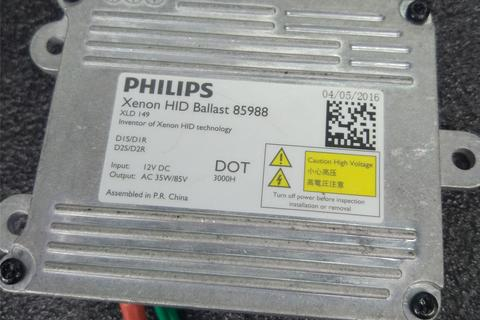 PHILIPS
04/05/2016
Xenon HID Ballast 85988
XLD 149
Inventor of Xenon HID technology
D1S/D1R
D2S/D2R
Input: 12V DC
Output: AC 35W/85V
DOT
3000H
Assembled in P.R. China
Caution High Voltage
小心高压
高電圧注意
Turn off power before inspection
installation or removal